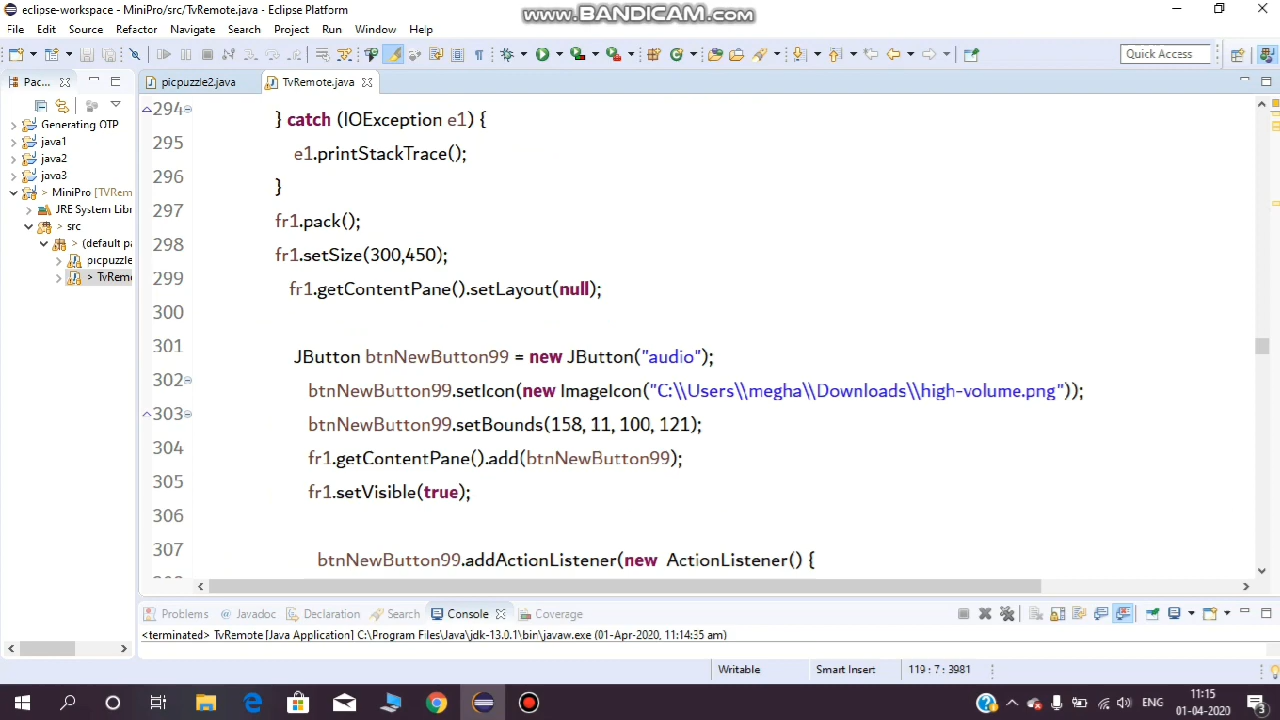 eclipse-workspace - MiniPro/src/TvRemote.java - Eclipse Platform
www.BANDICAM.com
File Edit Source Refactor Navigate Search Project Run Window Help
Quick Access
Pac...
picpuzzle2.java
TvRemote.java
Generating OTP
java1
java2
java3
> MiniPro [TVRem
JRE System Libr
> src
> (default pa
picpuzzle
> TvRemo
294 } catch (IOException e1) {
295 e1.printStackTrace();
296 }
297 fr1.pack();
298 fr1.setSize(300,450);
299 fr1.getContentPane().setLayout(null);
300
301 JButton btnNewButton99 = new JButton("audio");
302 btnNewButton99.setIcon(new ImageIcon("C:\\Users\\megha\\Downloads\\high-volume.png"));
303 btnNewButton99.setBounds(158, 11, 100, 121);
304 fr1.getContentPane().add(btnNewButton99);
305 fr1.setVisible(true);
306
307 btnNewButton99.addActionListener(new ActionListener() {
Problems @ Javadoc Declaration Search Console Coverage
<terminated> TvRemote [Java Application] C:\Program Files\Java\jdk-13.0.1\bin\javaw.exe (01-Apr-2020, 11:14:35 am)
Writable Smart Insert 119 : 7 : 3981
ENG
11:15
01-04-2020
3